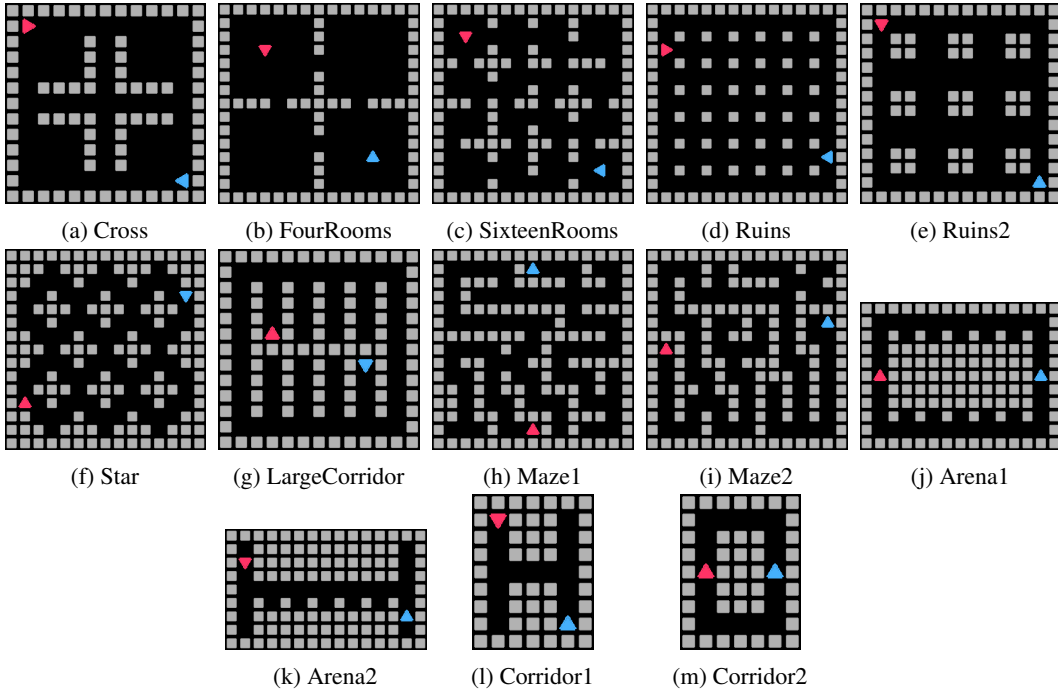 (a) Cross
(b) FourRooms
(c) SixteenRooms
(d) Ruins
(e) Ruins2
(f) Star
(g) LargeCorridor
(h) Maze1
(i) Maze2
(j) Arena1
(k) Arena2
(l) Corridor1
(m) Corridor2